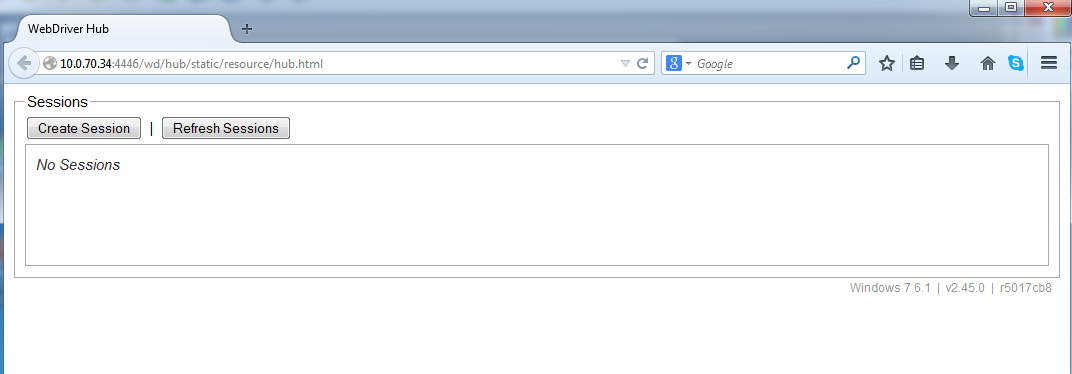 WebDriver Hub
10.0.70.34:4446/wd/hub/static/resource/hub.html
Google
Sessions
Create Session | Refresh Sessions
No Sessions
Windows 7 6.1 | v2.45.0 | r5017cb8